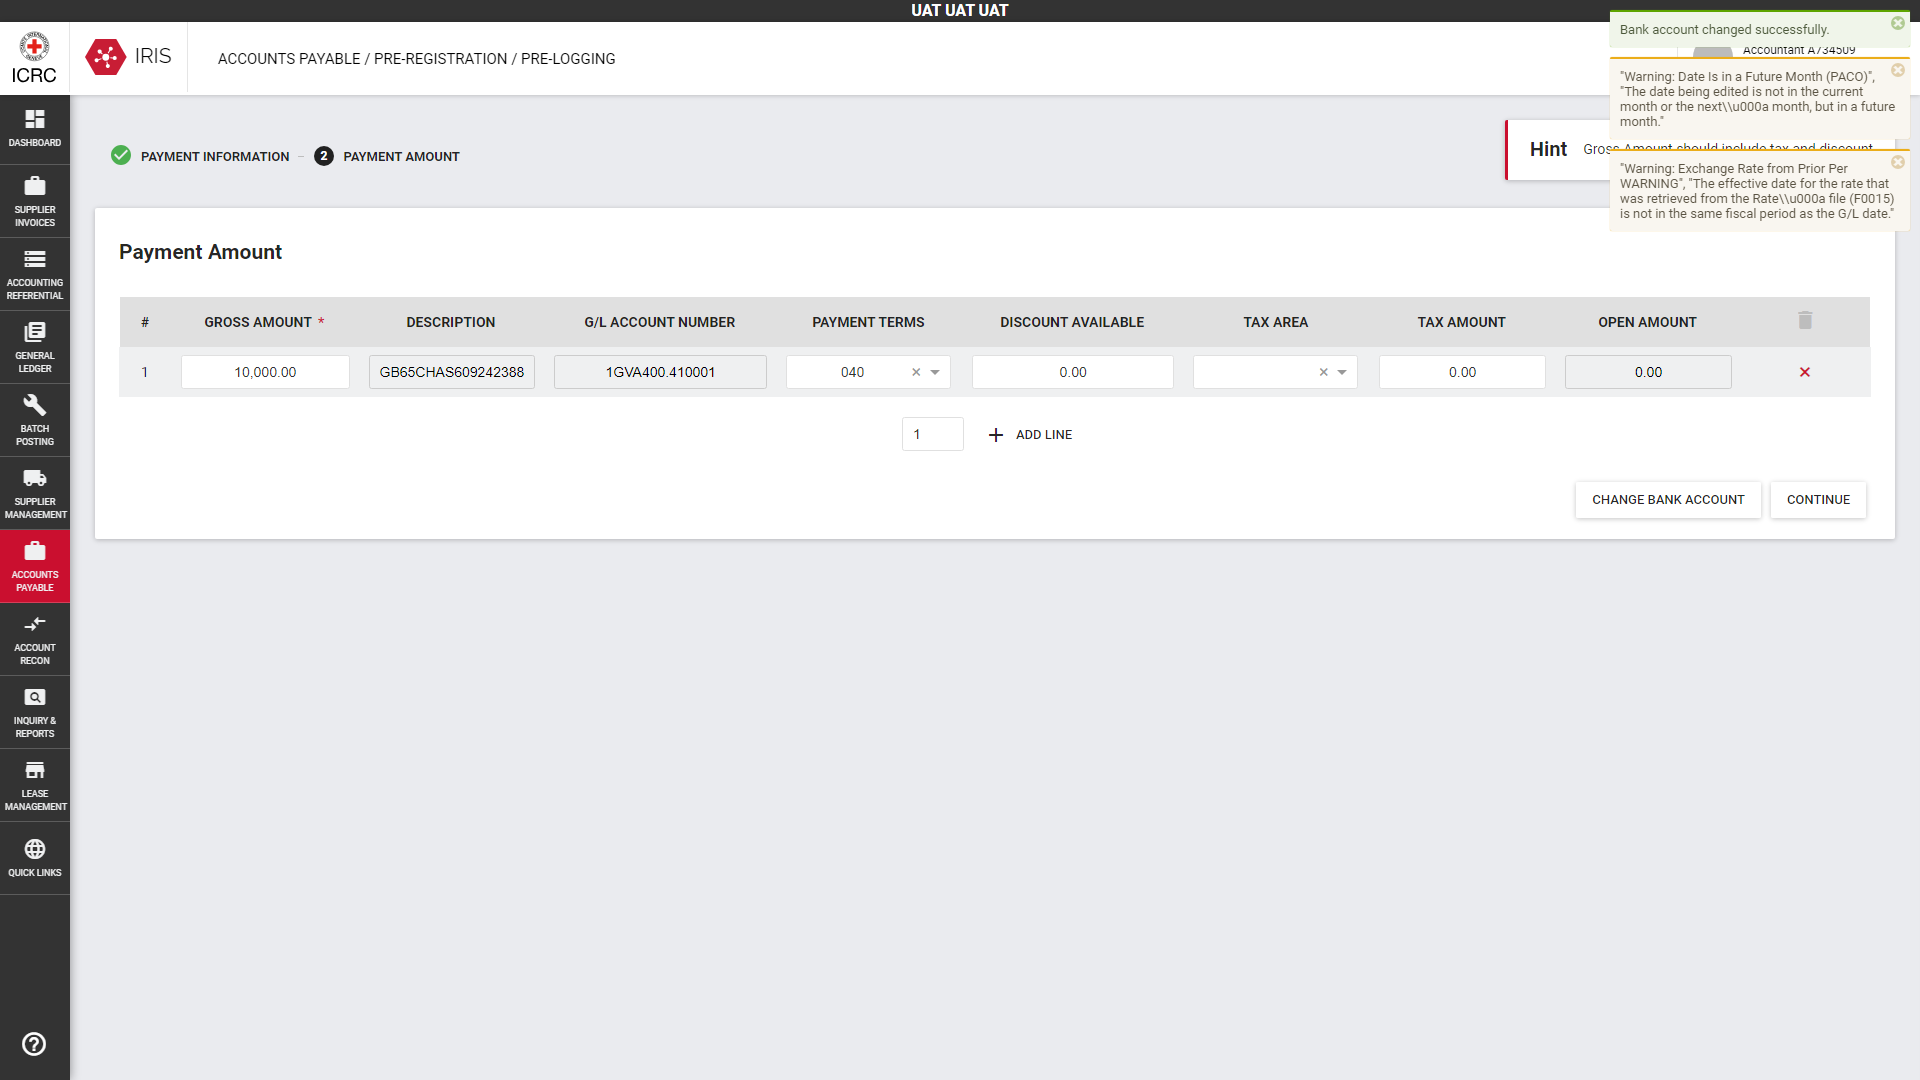 UAT UAT UAT
ICRC
IRIS
ACCOUNTS PAYABLE / PRE-REGISTRATION / PRE-LOGGING
Accountant A734509
Bank account changed successfully.
"Warning: Date Is in a Future Month (PACO)",
"The date being edited is not in the current
month or the next\\u000a month, but in a future
month."
"Warning: Exchange Rate from Prior Per
WARNING", "The effective date for the rate that
was retrieved from the Rate\\u000a file (F0015)
is not in the same fiscal period as the G/L date."
DASHBOARD
SUPPLIER
INVOICES
ACCOUNTING
REFERENTIAL
GENERAL
LEDGER
BATCH
POSTING
SUPPLIER
MANAGEMENT
ACCOUNTS
PAYABLE
ACCOUNT
RECON
INQUIRY &
REPORTS
LEASE
MANAGEMENT
QUICK LINKS
PAYMENT INFORMATION
2 PAYMENT AMOUNT
Hint Gross Amount should include tax and discount
Payment Amount
# GROSS AMOUNT * DESCRIPTION G/L ACCOUNT NUMBER PAYMENT TERMS DISCOUNT AVAILABLE TAX AREA TAX AMOUNT OPEN AMOUNT
1 10,000.00 GB65CHAS609242388 1GVA400.410001 040 0.00 0.00 0.00
1 ADD LINE
CHANGE BANK ACCOUNT CONTINUE